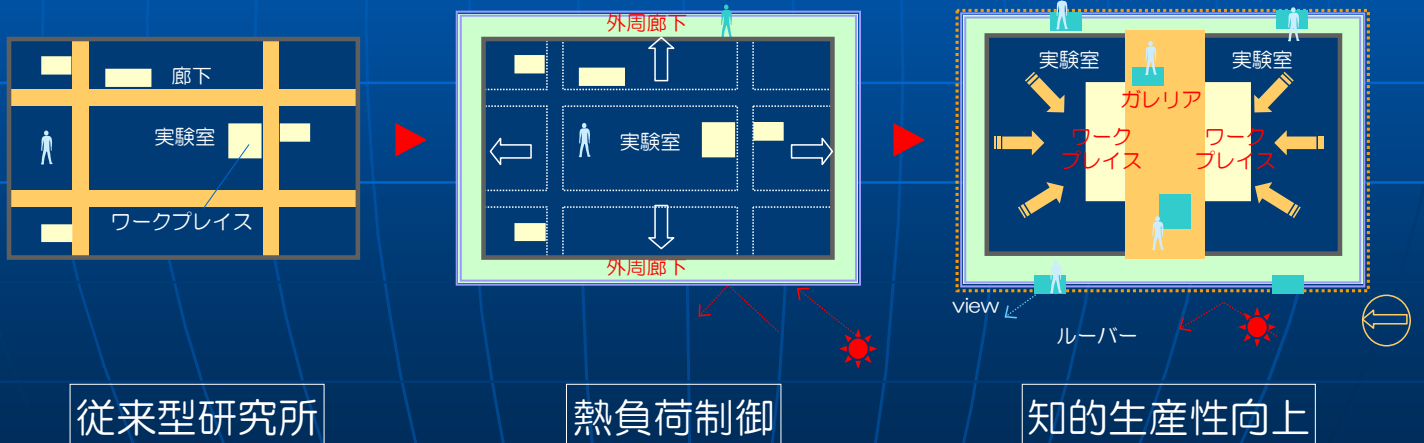 廊下
実験室
ワークプレイス
従来型研究所
外周廊下
実験室
外周廊下
熱負荷制御
実験室
実験室
ガレリア
ワーク
プレイス
ワーク
プレイス
view
ルーバー
知的生産性向上